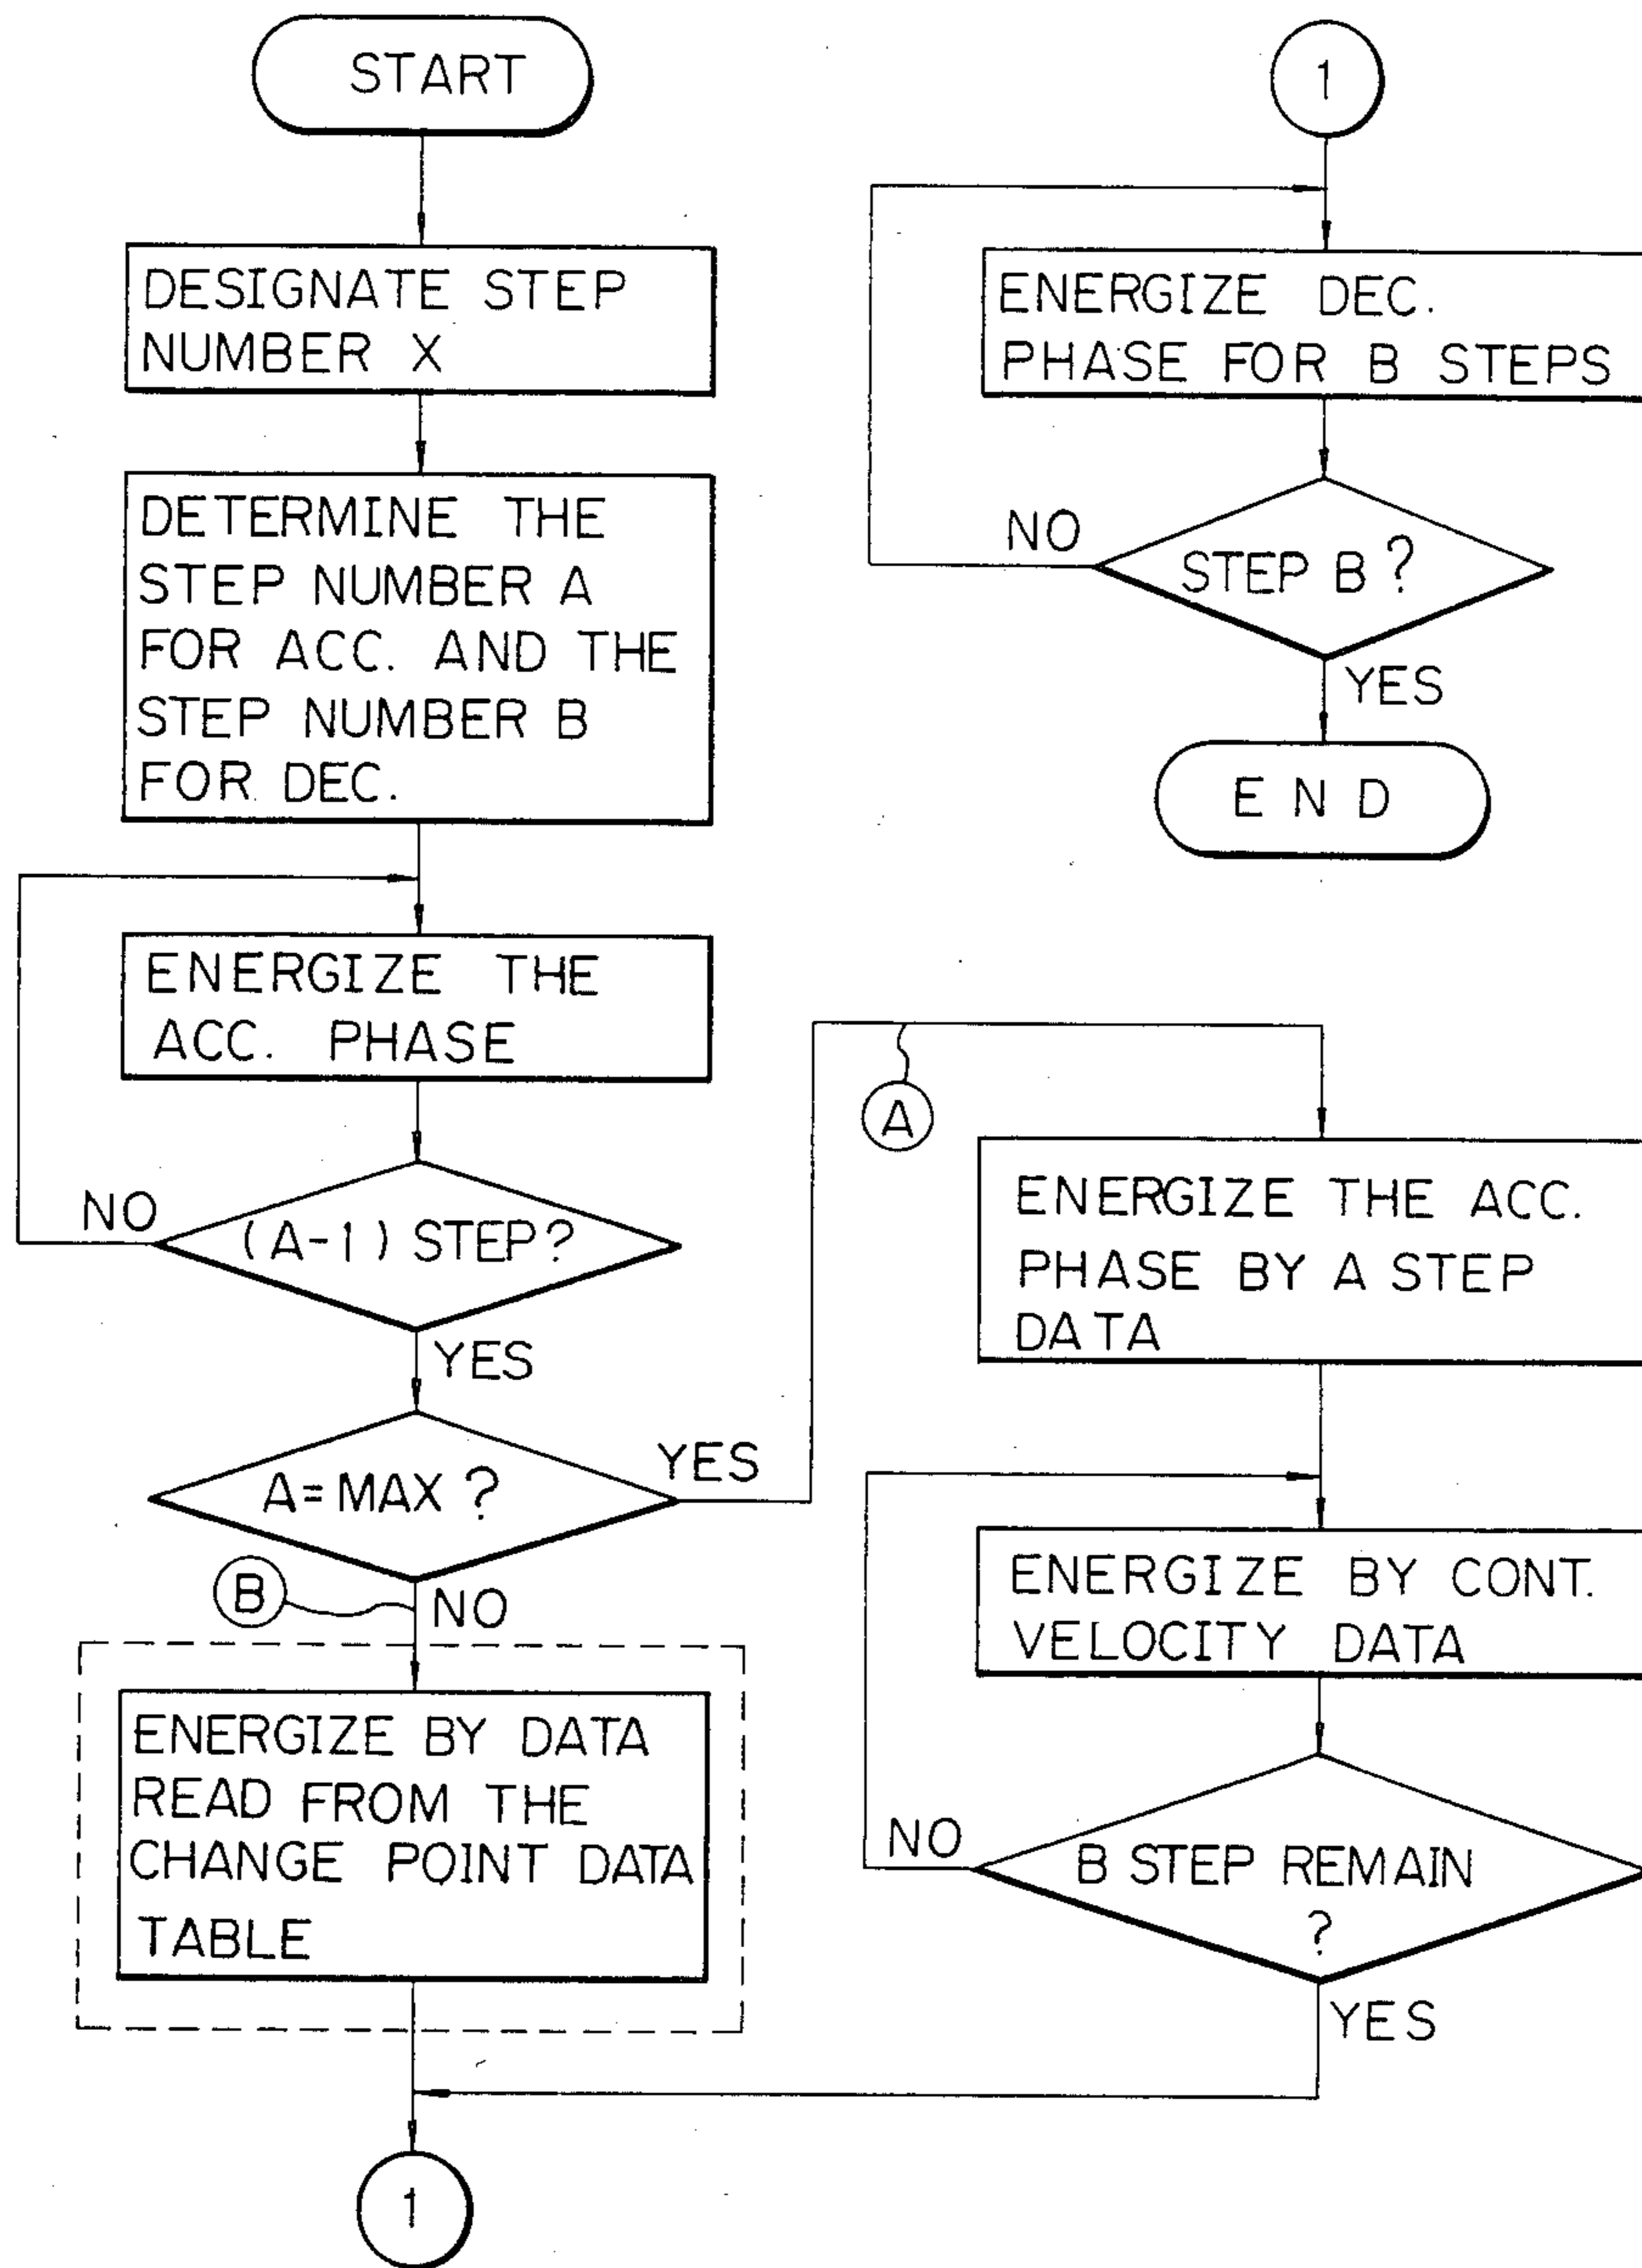 START
DESIGNATE STEP
NUMBER X
DETERMINE THE
STEP NUMBER A
FOR ACC. AND THE
STEP NUMBER B
FOR DEC.
ENERGIZE THE
ACC. PHASE
NO
(A-1) STEP?
YES
A=MAX?
YES
B
NO
ENERGIZE BY DATA
READ FROM THE
CHANGE POINT DATA
TABLE
1
1
ENERGIZE DEC.
PHASE FOR B STEPS
NO
STEP B?
YES
END
A
ENERGIZE THE ACC.
PHASE BY A STEP
DATA
ENERGIZE BY CONT.
VELOCITY DATA
NO
B STEP REMAIN
?
YES